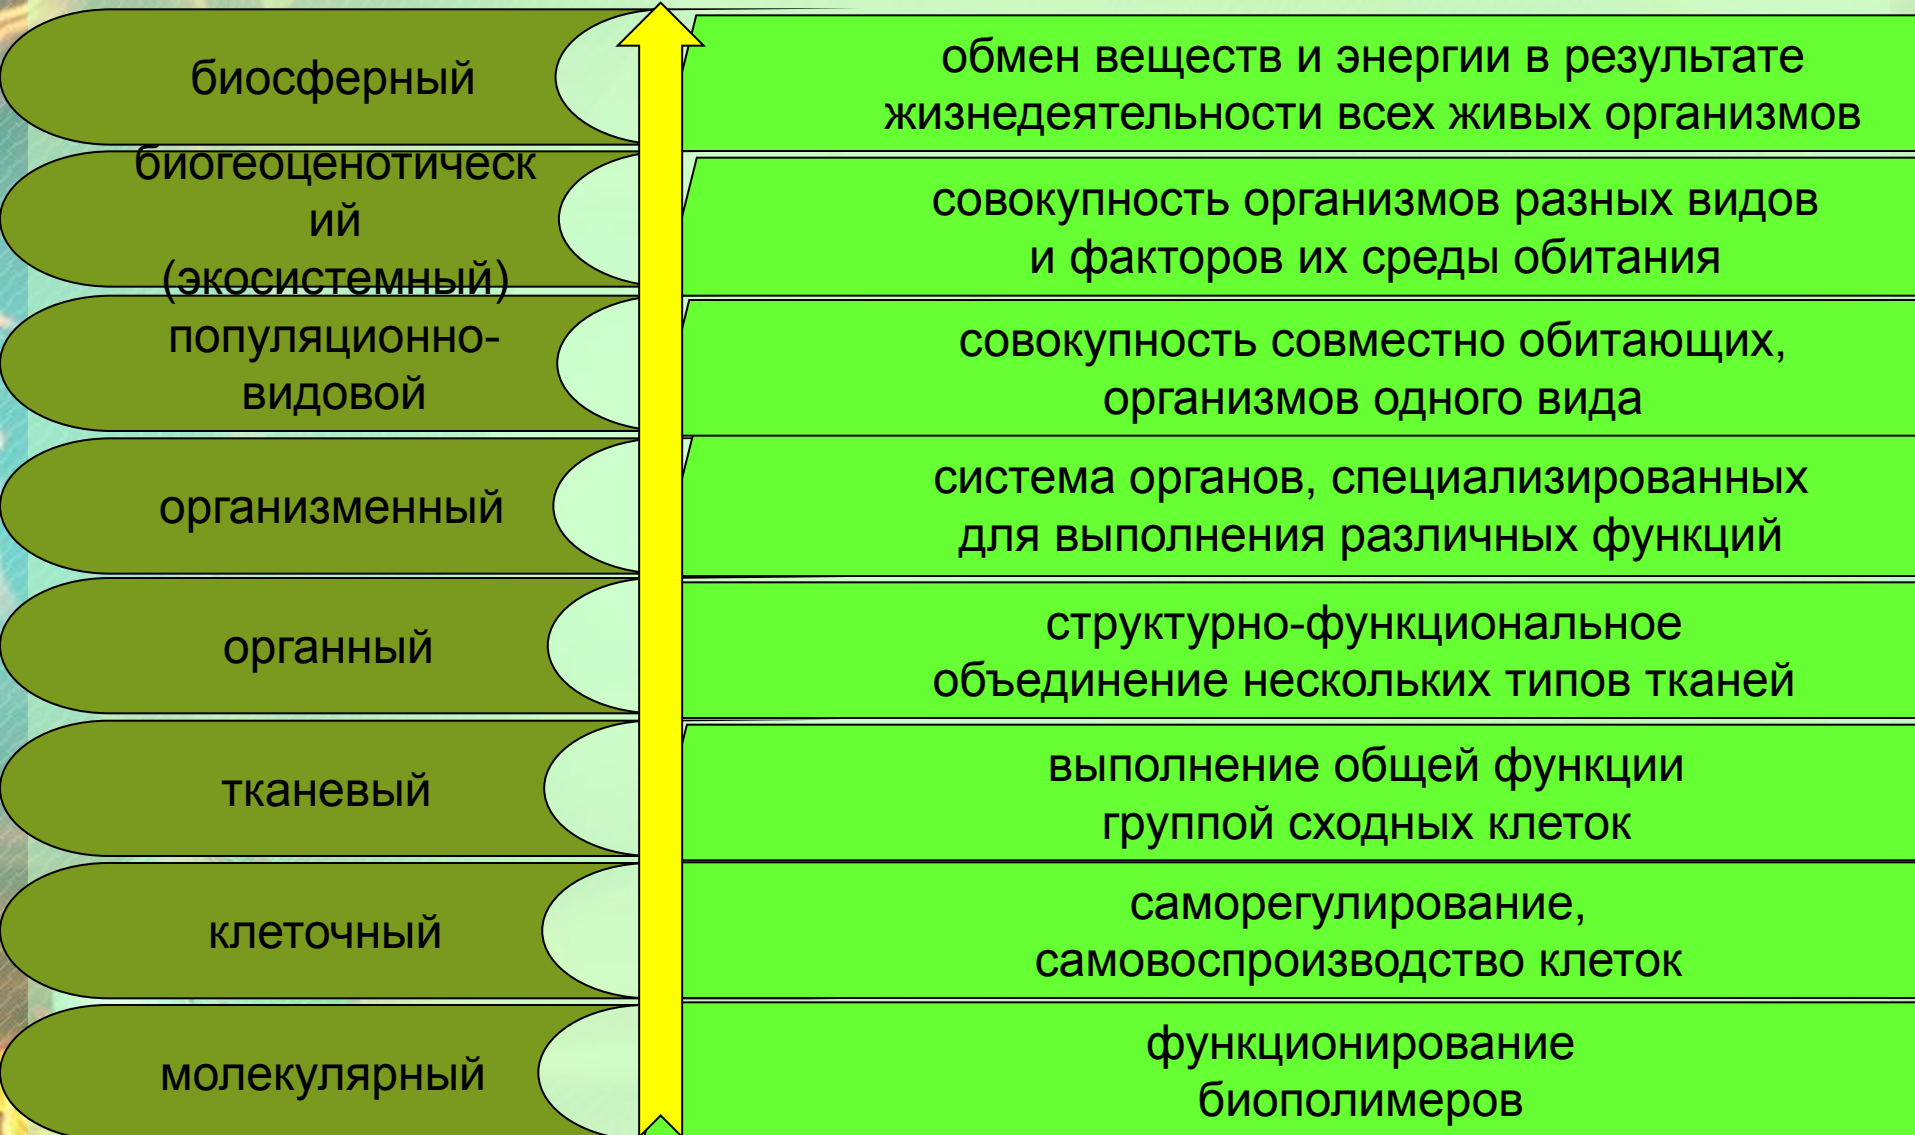 биосферный
обмен веществ и энергии в результате
жизнедеятельности всех живых организмов
биогеоценотическ
ий
(экосистемный)
совокупность организмов разных видов
и факторов их среды обитания
популяционно-
видовой
совокупность совместно обитающих,
организмов одного вида
организменный
система органов, специализированных
для выполнения различных функций
органный
структурно-функциональное
объединение нескольких типов тканей
тканевый
выполнение общей функции
группой сходных клеток
клеточный
саморегулирование,
самовоспроизводство клеток
молекулярный
функционирование
биополимеров